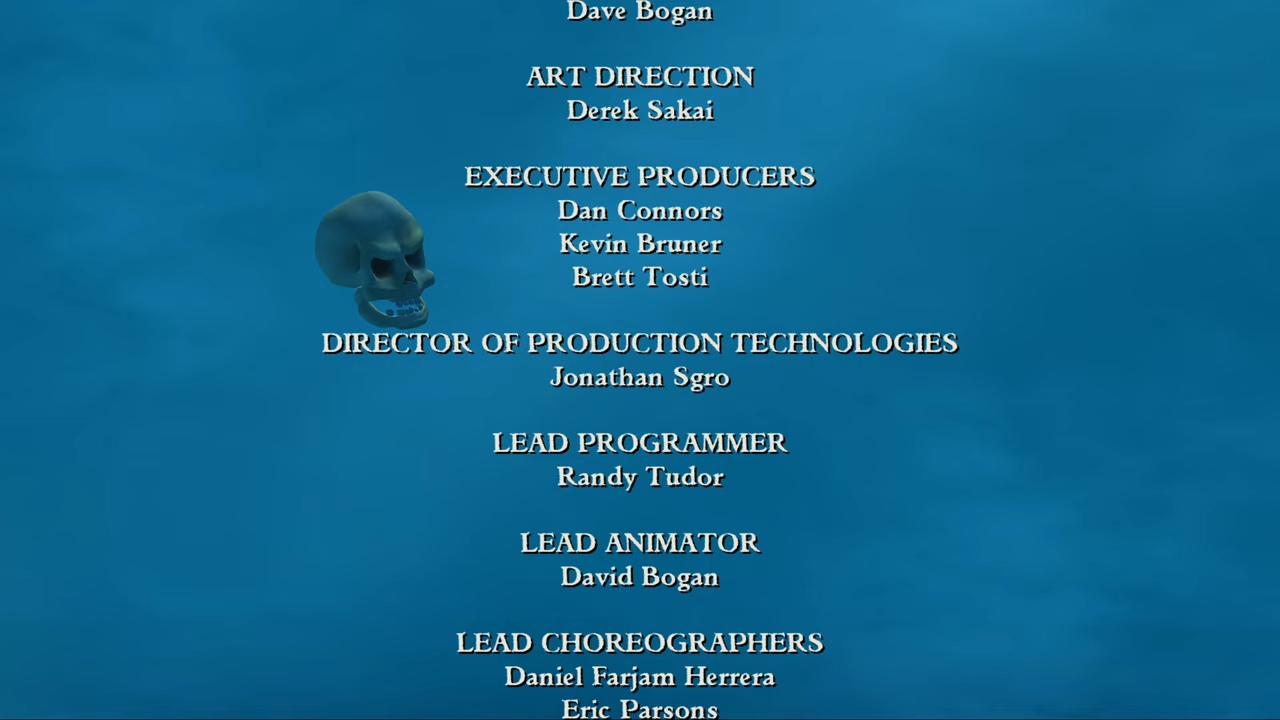 Dave Bogan
ART DIRECTION
Derek Sakai
EXECUTIVE PRODUCERS
Dan Connors
Kevin Bruner
Brett Tosti
DIRECTOR OF PRODUCTION TECHNOLOGIES
Jonathan Sgro
LEAD PROGRAMMER
Randy Tudor
LEAD ANIMATOR
David Bogan
LEAD CHOREOGRAPHERS
Daniel Farjam Herrera
Eric Parsons